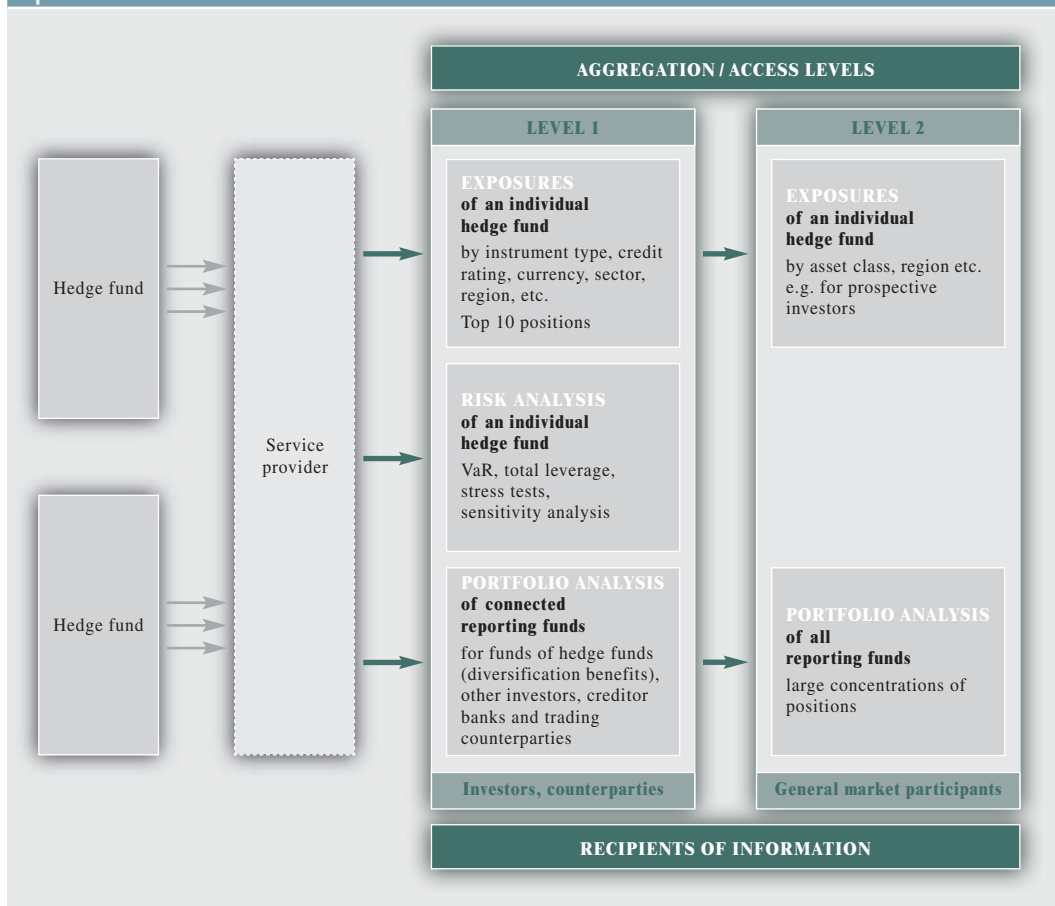 AGGREGATION / ACCESS LEVELS
LEVEL 1
LEVEL 2
Hedge fund
Hedge fund
Service
provider
EXPOSURES
of an individual
hedge fund
by instrument type, credit
rating, currency, sector,
region, etc.
Top 10 positions
RISK ANALYSIS
of an individual
hedge fund
VaR, total leverage,
stress tests,
sensitivity analysis
PORTFOLIO ANALYSIS
of connected
reporting funds
for funds of hedge funds
(diversification benefits),
other investors, creditor
banks and trading
counterparties
EXPOSURES
of an individual
hedge fund
by asset class, region etc.
e.g. for prospective
investors
PORTFOLIO ANALYSIS
of all
reporting funds
large concentrations of
positions
Investors, counterparties
General market participants
RECIPIENTS OF INFORMATION